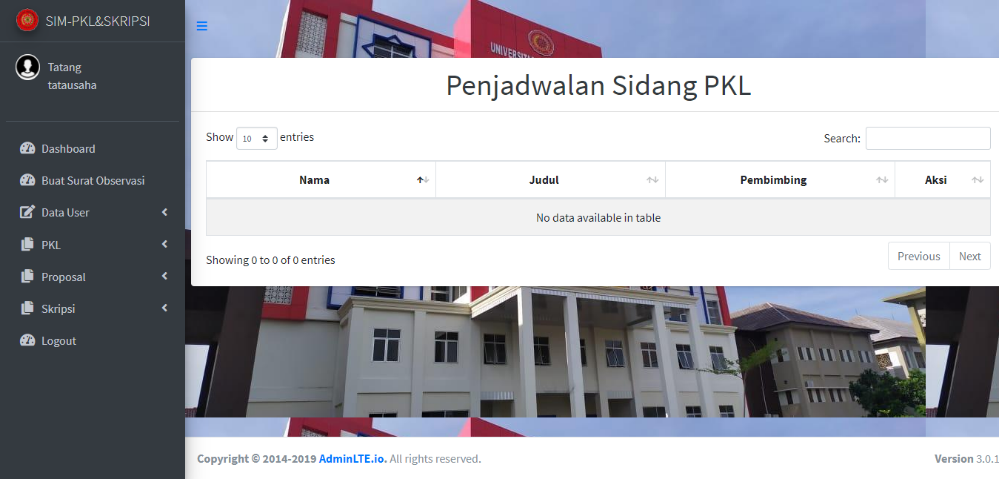 SIM-PKL&SKRIPSI
Tatang
tatausaha
Dashboard
Buat Surat Observasi
Data User
PKL
Proposal
Skripsi
Logout
Penjadwalan Sidang PKL
Show 10 entries
Search:
Nama Judul Pembimbing Aksi
No data available in table
Showing 0 to 0 of 0 entries
Previous Next
Copyright © 2014-2019 AdminLTE.io. All rights reserved.
Version 3.0.1